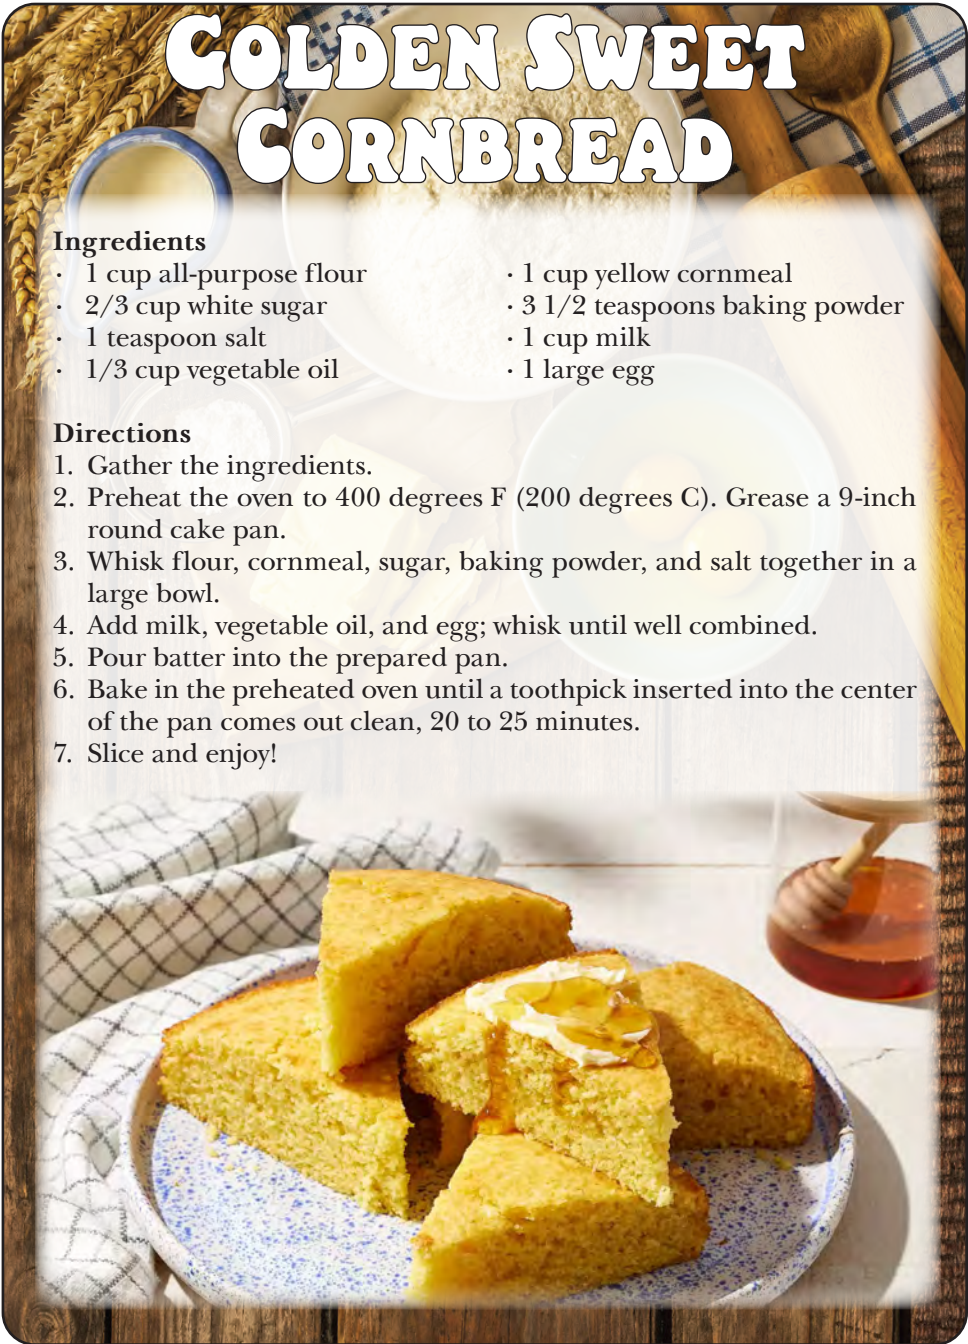 GOLDEN SWEET
CORNBREAD
Ingredients
· 1 cup all-purpose flour
· 2/3 cup white sugar
· 1 teaspoon salt
· 1/3 cup vegetable oil
· 1 cup yellow cornmeal
· 3 1/2 teaspoons baking powder
· 1 cup milk
· 1 large egg
Directions
1. Gather the ingredients.
2. Preheat the oven to 400 degrees F (200 degrees C). Grease a 9-inch
round cake pan.
3. Whisk flour, cornmeal, sugar, baking powder, and salt together in a
large bowl.
4. Add milk, vegetable oil, and egg; whisk until well combined.
5. Pour batter into the prepared pan.
6. Bake in the preheated oven until a toothpick inserted into the center
of the pan comes out clean, 20 to 25 minutes.
7. Slice and enjoy!